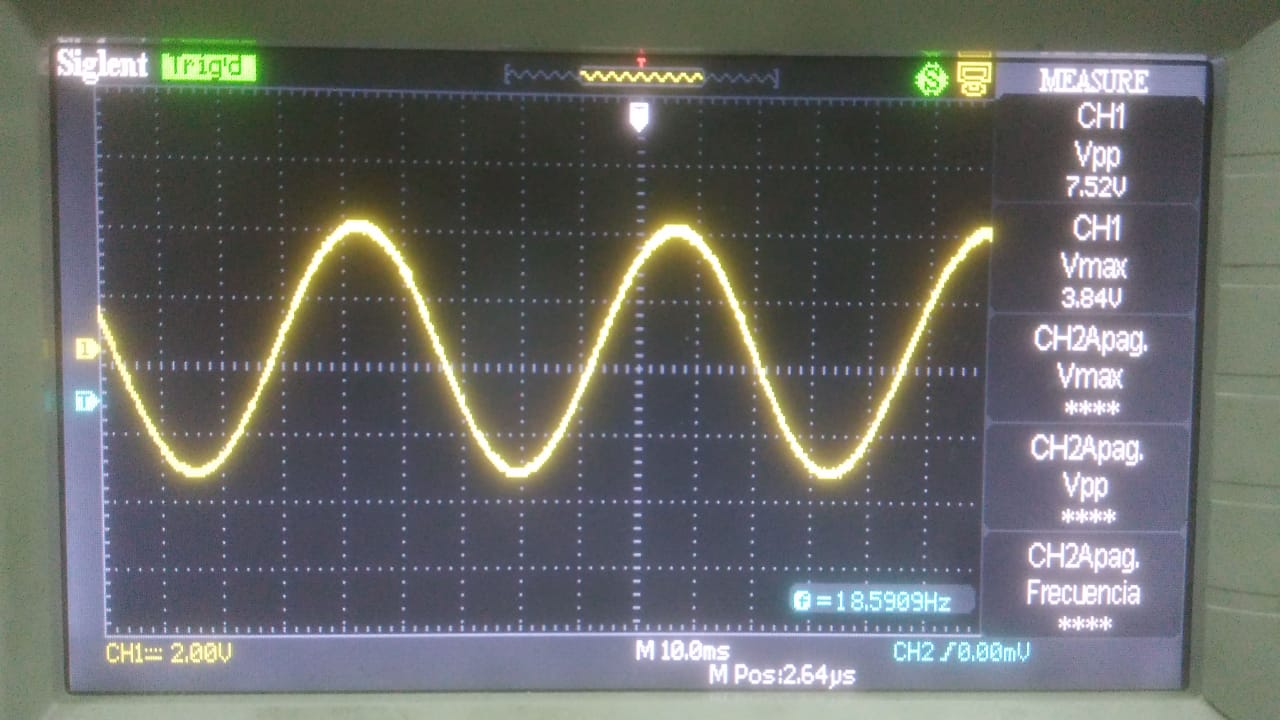 Siglent Trig'd
T
MEASURE
CH1
Vpp
7.52V
CH1
Vmax
3.84V
CH2Apag.
Vmax
****
CH2Apag.
Vpp
****
CH2Apag.
Frecuencia
****
1
T
f =18.5909Hz
CH1 2.00V M 10.0ms CH2 /0.00mV
M Pos:2.64µs